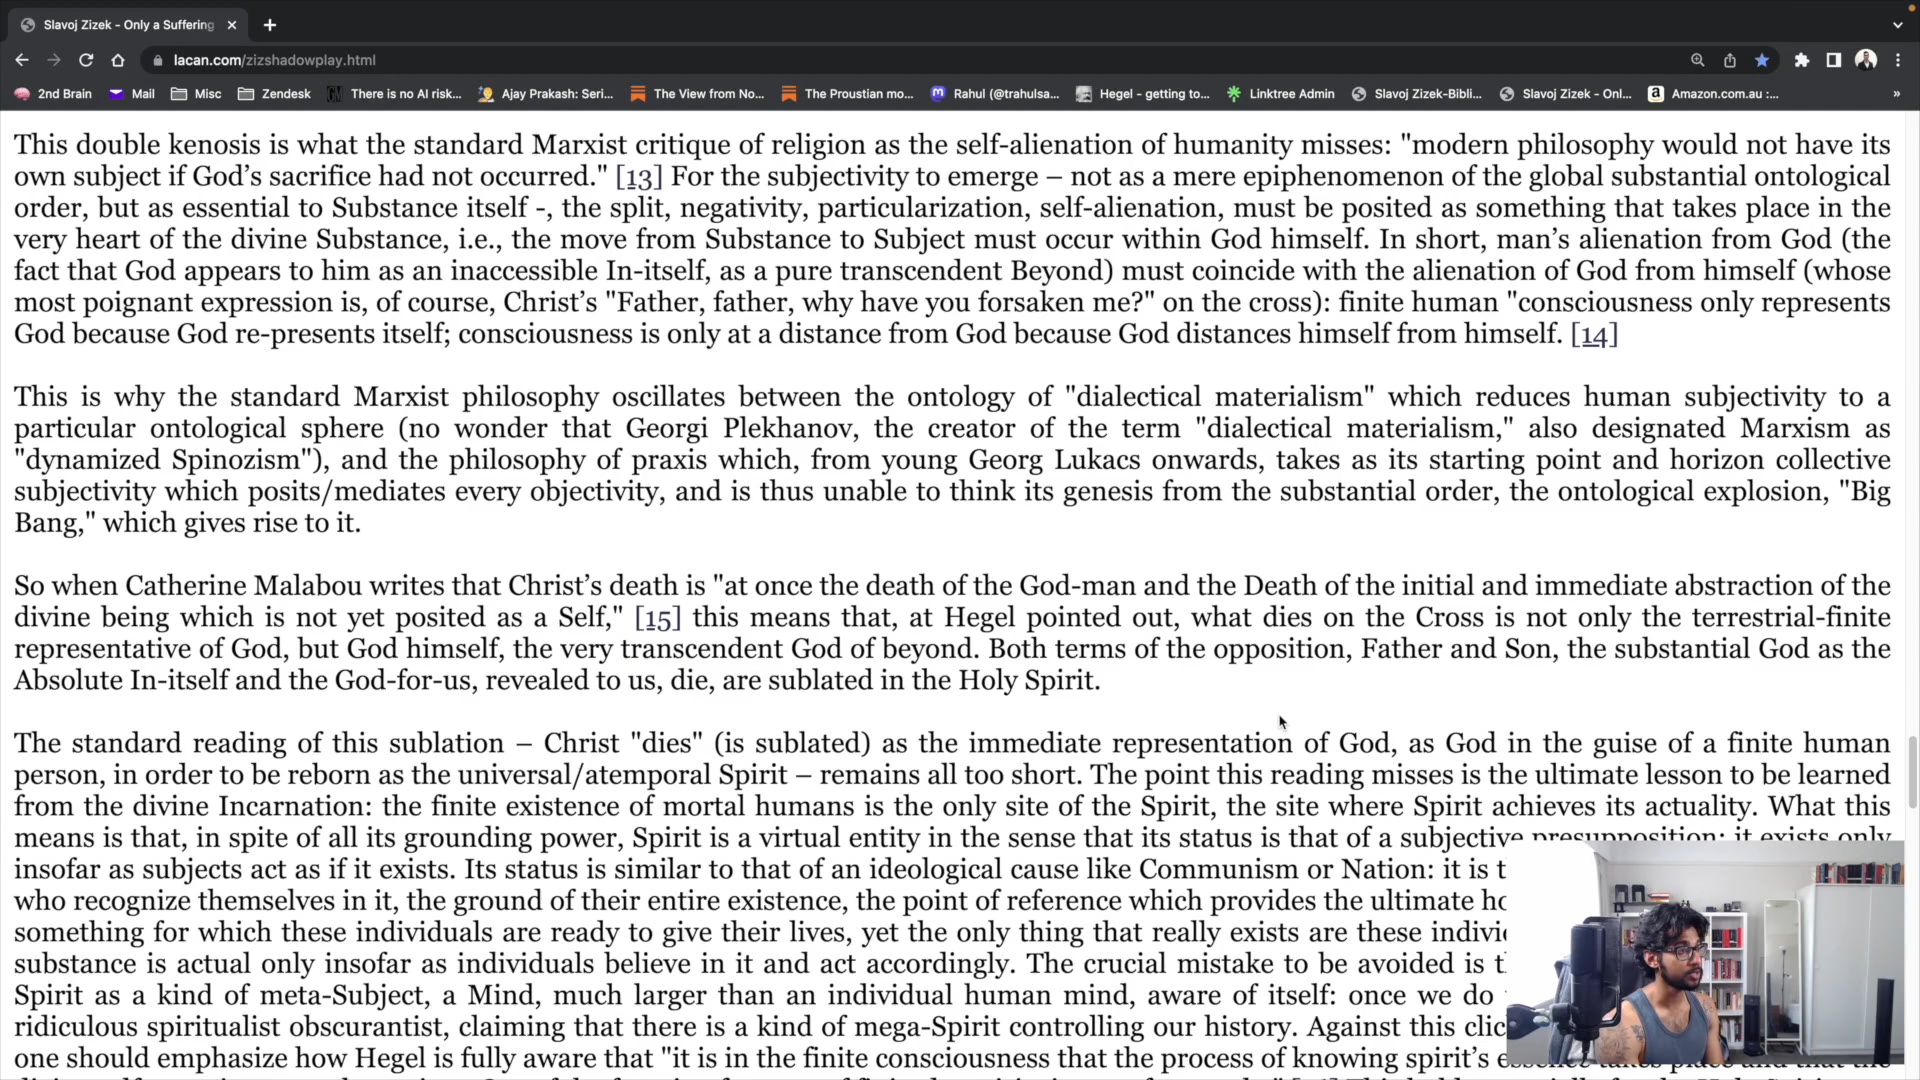 Slavoj Zizek - Only a Suffering
lacan.com/zizshadowplay.html
2nd Brain Mail Misc Zendesk There is no AI risk... Ajay Prakash: Seri... The View from No... The Proustian mo... Rahul (@trahulsa... Hegel - getting to... Linktree Admin Slavoj Zizek-Bibli... Slavoj Zizek - Onl... Amazon.com.au :... »
This double kenosis is what the standard Marxist critique of religion as the self-alienation of humanity misses: "modern philosophy would not have its
own subject if God's sacrifice had not occurred." [13] For the subjectivity to emerge – not as a mere epiphenomenon of the global substantial ontological
order, but as essential to Substance itself -, the split, negativity, particularization, self-alienation, must be posited as something that takes place in the
very heart of the divine Substance, i.e., the move from Substance to Subject must occur within God himself. In short, man's alienation from God (the
fact that God appears to him as an inaccessible In-itself, as a pure transcendent Beyond) must coincide with the alienation of God from himself (whose
most poignant expression is, of course, Christ's "Father, father, why have you forsaken me?" on the cross): finite human "consciousness only represents
God because God re-presents itself; consciousness is only at a distance from God because God distances himself from himself. [14]
This is why the standard Marxist philosophy oscillates between the ontology of "dialectical materialism" which reduces human subjectivity to a
particular ontological sphere (no wonder that Georgi Plekhanov, the creator of the term "dialectical materialism," also designated Marxism as
"dynamized Spinozism"), and the philosophy of praxis which, from young Georg Lukacs onwards, takes as its starting point and horizon collective
subjectivity which posits/mediates every objectivity, and is thus unable to think its genesis from the substantial order, the ontological explosion, "Big
Bang," which gives rise to it.
So when Catherine Malabou writes that Christ's death is "at once the death of the God-man and the Death of the initial and immediate abstraction of the
divine being which is not yet posited as a Self," [15] this means that, at Hegel pointed out, what dies on the Cross is not only the terrestrial-finite
representative of God, but God himself, the very transcendent God of beyond. Both terms of the opposition, Father and Son, the substantial God as the
Absolute In-itself and the God-for-us, revealed to us, die, are sublated in the Holy Spirit.
The standard reading of this sublation – Christ "dies" (is sublated) as the immediate representation of God, as God in the guise of a finite human
person, in order to be reborn as the universal/atemporal Spirit – remains all too short. The point this reading misses is the ultimate lesson to be learned
from the divine Incarnation: the finite existence of mortal humans is the only site of the Spirit, the site where Spirit achieves its actuality. What this
means is that, in spite of all its grounding power, Spirit is a virtual entity in the sense that its status is that of a subjective presupposition: it exists only
insofar as subjects act as if it exists. Its status is similar to that of an ideological cause like Communism or Nation: it is
who recognize themselves in it, the ground of their entire existence, the point of reference which provides the ultimate
something for which these individuals are ready to give their lives, yet the only thing that really exists are these
substance is actual only insofar as individuals believe in it and act accordingly. The crucial mistake to be avoided is
Spirit as a kind of meta-Subject, a Mind, much larger than an individual human mind, aware of itself: once we do
ridiculous spiritualist obscurantist, claiming that there is a kind of mega-Spirit controlling our history. Against this
one should emphasize how Hegel is fully aware that "it is in the finite consciousness that the process of knowing spirit's